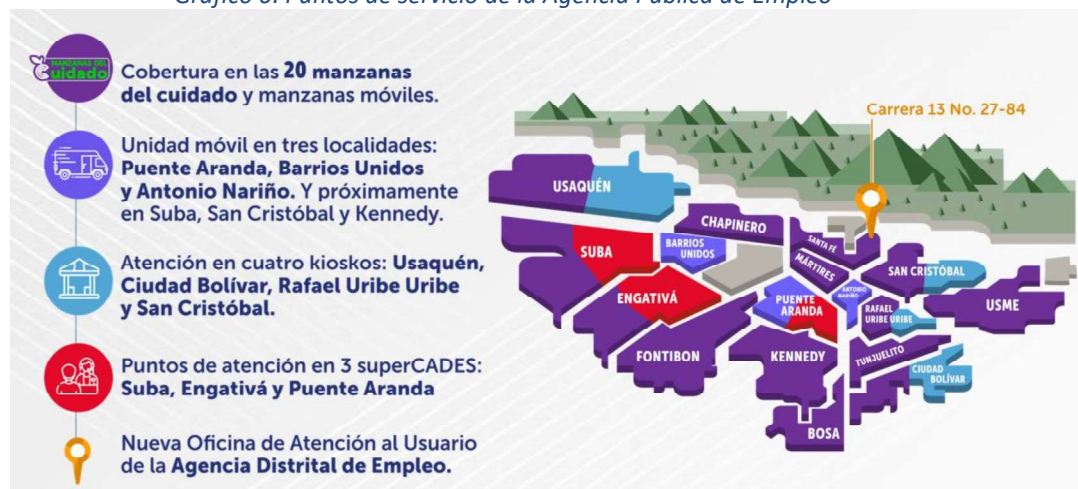 Gráfico 6. Puntos de servicio de la Agencia Pública de Empleo
MANZANAS DEL
Cuidado
Cobertura en las 20 manzanas
del cuidado y manzanas móviles.
Unidad móvil en tres localidades:
Puente Aranda, Barrios Unidos
y Antonio Nariño. Y próximamente
en Suba, San Cristóbal y Kennedy.
Atención en cuatro kioskos: Usaquén,
Ciudad Bolívar, Rafael Uribe Uribe
y San Cristóbal.
Puntos de atención en 3 superCADES:
Suba, Engativá y Puente Aranda
Nueva Oficina de Atención al Usuario
de la Agencia Distrital de Empleo.
Carrera 13 No. 27-84
USAQUÉN
CHAPINERO
SANTA FÉ
SUBA
BARRIOS
UNIDOS
MÁRTIRES
SAN CRISTÓBAL
ENGATIVÁ
PUENTE
ARANDA
ANTONIO
NARIÑO
RAFAEL
URIBE URIBE
USME
FONTIBON
KENNEDY
TUNJUELITO
CIUDAD
BOLÍVAR
BOSA